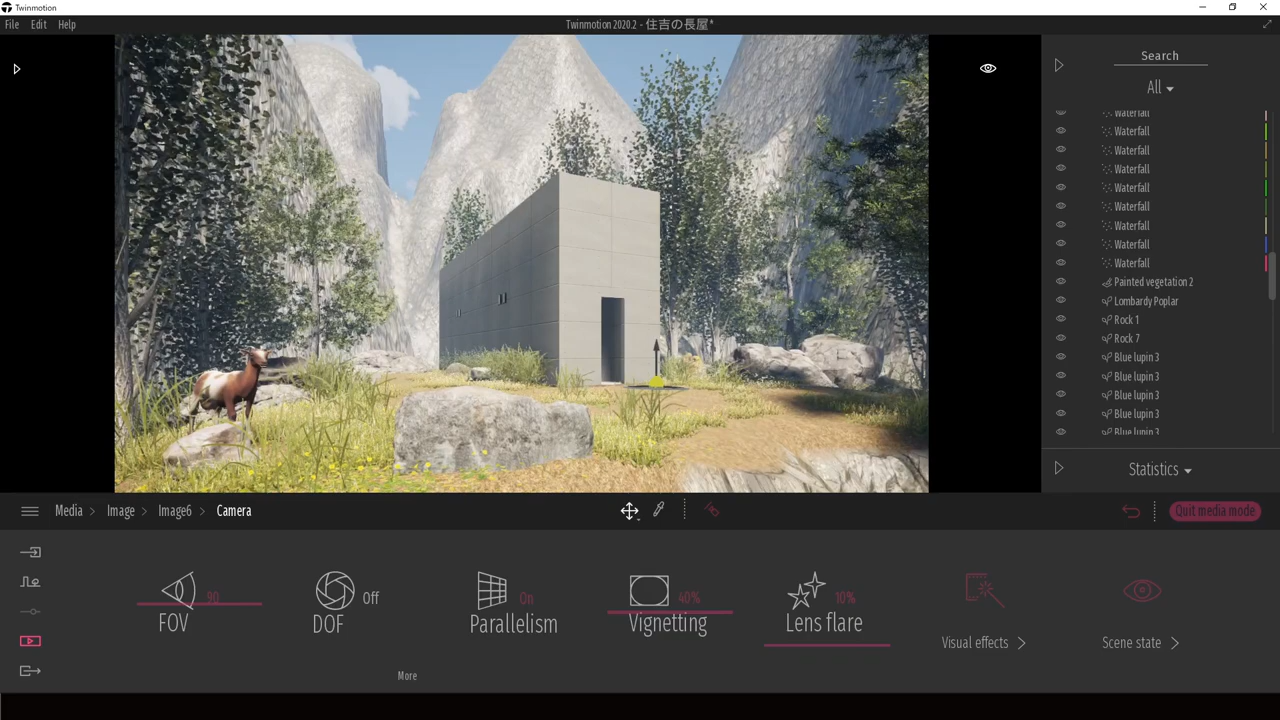 Twinmotion
File Edit Help
Twinmotion 2020.2 - 住吉の長屋*
Search
All
Waterfall
Waterfall
Waterfall
Waterfall
Waterfall
Waterfall
Waterfall
Waterfall
Waterfall
Painted vegetation 2
Lombardy Poplar
Rock 1
Rock 7
Blue lupin 3
Blue lupin 3
Blue lupin 3
Blue lupin 3
Blue lupin 3
Statistics
Media > Image > Image6 > Camera
Quit media mode
90
FOV
Off
DOF
On
Parallelism
40%
Vignetting
10%
Lens flare
Visual effects
Scene state
More